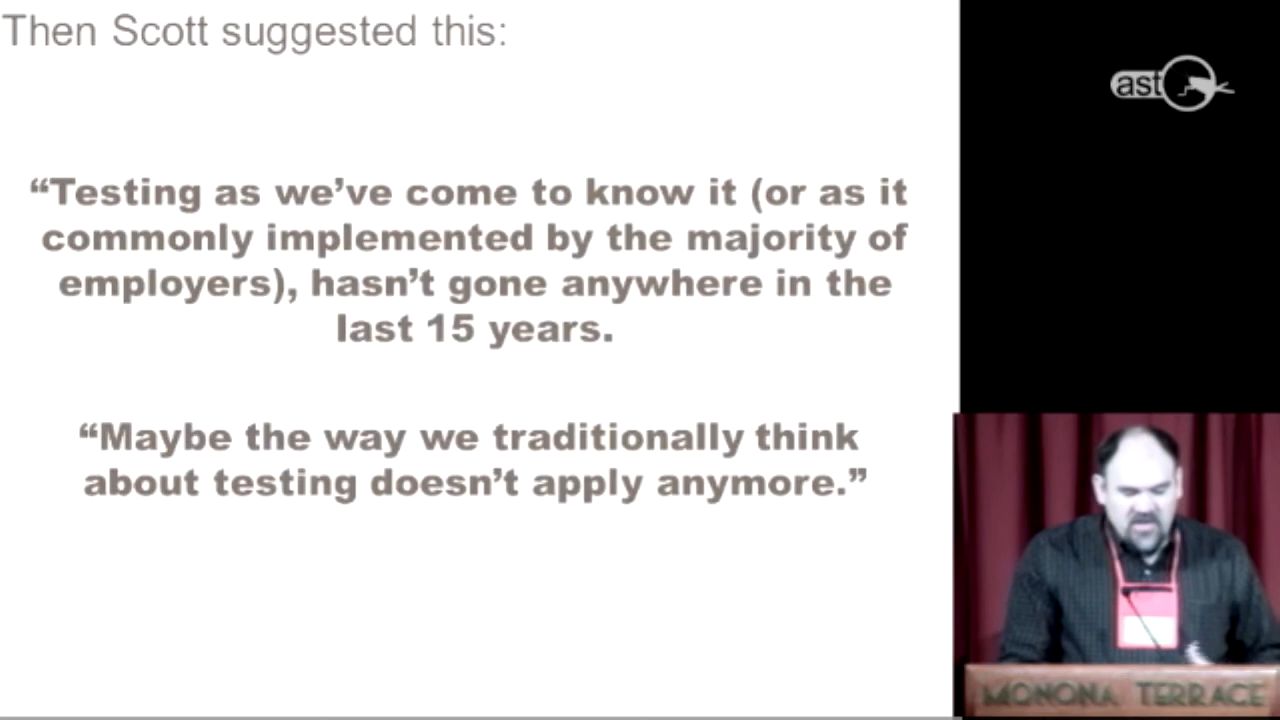 Then Scott suggested this:
“Testing as we’ve come to know it (or as it
commonly implemented by the majority of
employers), hasn’t gone anywhere in the
last 15 years.
“Maybe the way we traditionally think
about testing doesn’t apply anymore.”
ast
MONONA TERRACE